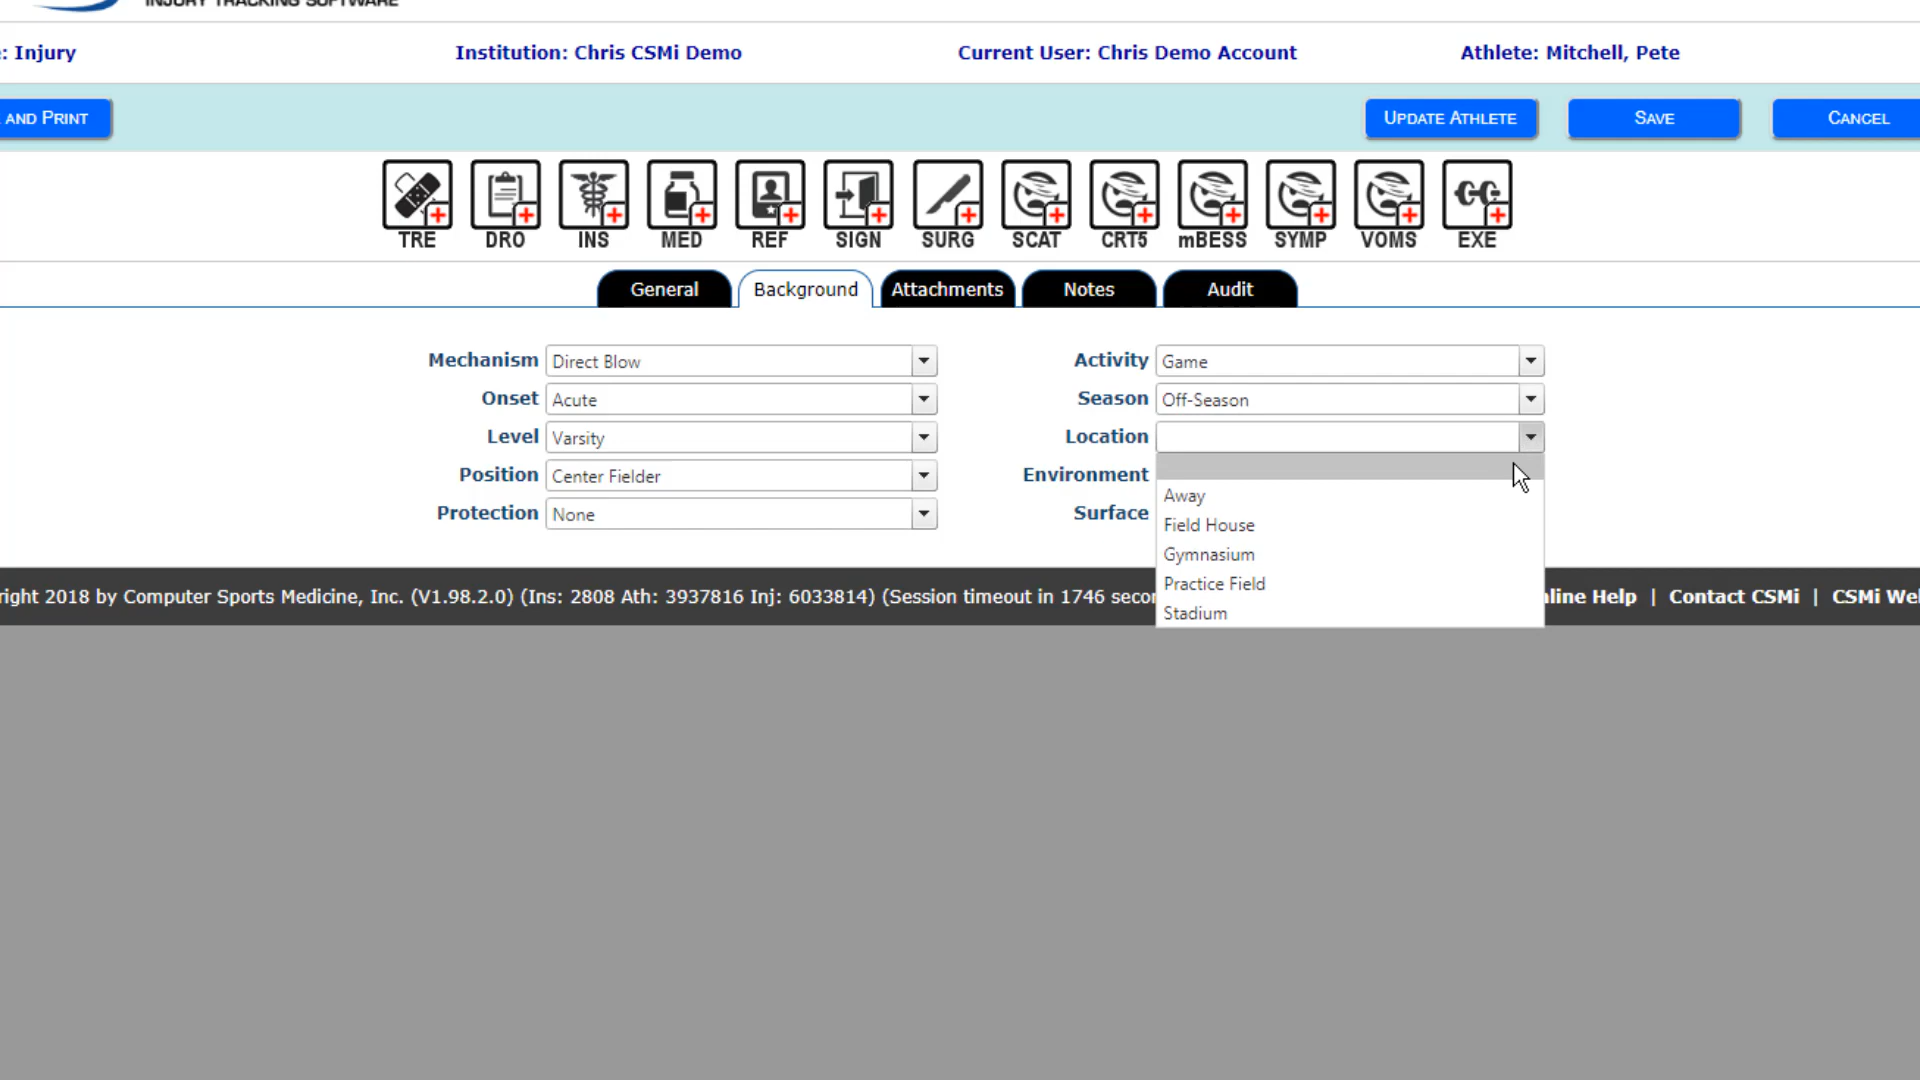 INJURY TRACKING SOFTWARE
: Injury
Institution: Chris CSMi Demo
Current User: Chris Demo Account
Athlete: Mitchell, Pete
AND PRINT
UPDATE ATHLETE
SAVE
CANCEL
TRE
DRO
INS
MED
REF
SIGN
SURG
SCAT
CRT5
mBESS
SYMP
VOMS
EXE
General
Background
Attachments
Notes
Audit
Mechanism Direct Blow
Activity Game
Onset Acute
Season Off-Season
Level Varsity
Location
Position Center Fielder
Environment
Protection None
Surface
Away
Field House
Gymnasium
Practice Field
Stadium
right 2018 by Computer Sports Medicine, Inc. (V1.98.2.0) (Ins: 2808 Ath: 3937816 Inj: 6033814) (Session timeout in 1746 secon
nline Help | Contact CSMi | CSMi We